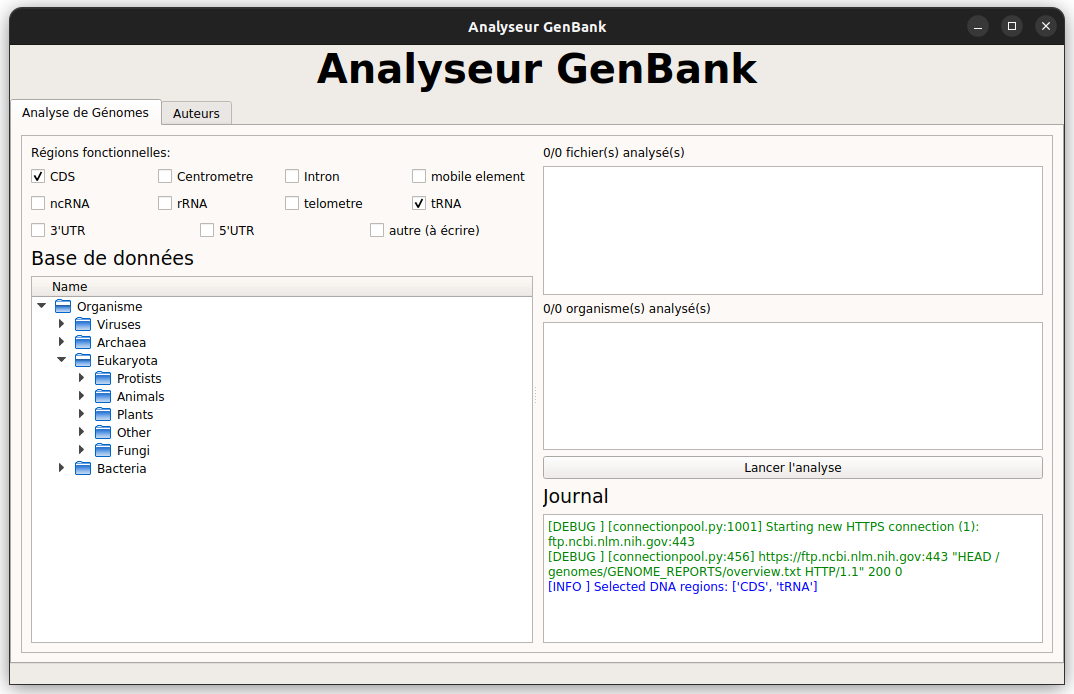 Analyseur GenBank
Analyseur GenBank
Analyse de Génomes
Auteurs
Régions fonctionnelles:
CDS
Centrometre
Intron
mobile element
ncRNA
rRNA
telometre
tRNA
3'UTR
5'UTR
autre (à écrire)
Base de données
Name
Organisme
Viruses
Archaea
Eukaryota
Protists
Animals
Plants
Other
Fungi
Bacteria
0/0 fichier(s) analysé(s)
0/0 organisme(s) analysé(s)
Lancer l'analyse
Journal
[DEBUG ] [connectionpool.py:1001] Starting new HTTPS connection (1):
ftp.ncbi.nlm.nih.gov:443
[DEBUG ] [connectionpool.py:456] https://ftp.ncbi.nlm.nih.gov:443 "HEAD /
genomes/GENOME_REPORTS/overview.txt HTTP/1.1" 200 0
[INFO ] Selected DNA regions: ['CDS', 'tRNA']